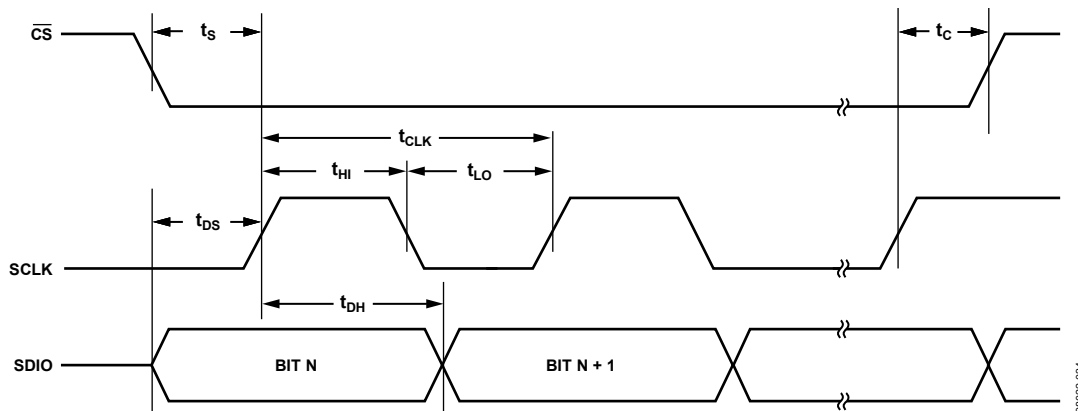 CS
tS
tC
tCLK
tHI
tLO
tDS
SCLK
tDH
SDIO
BIT N
BIT N + 1